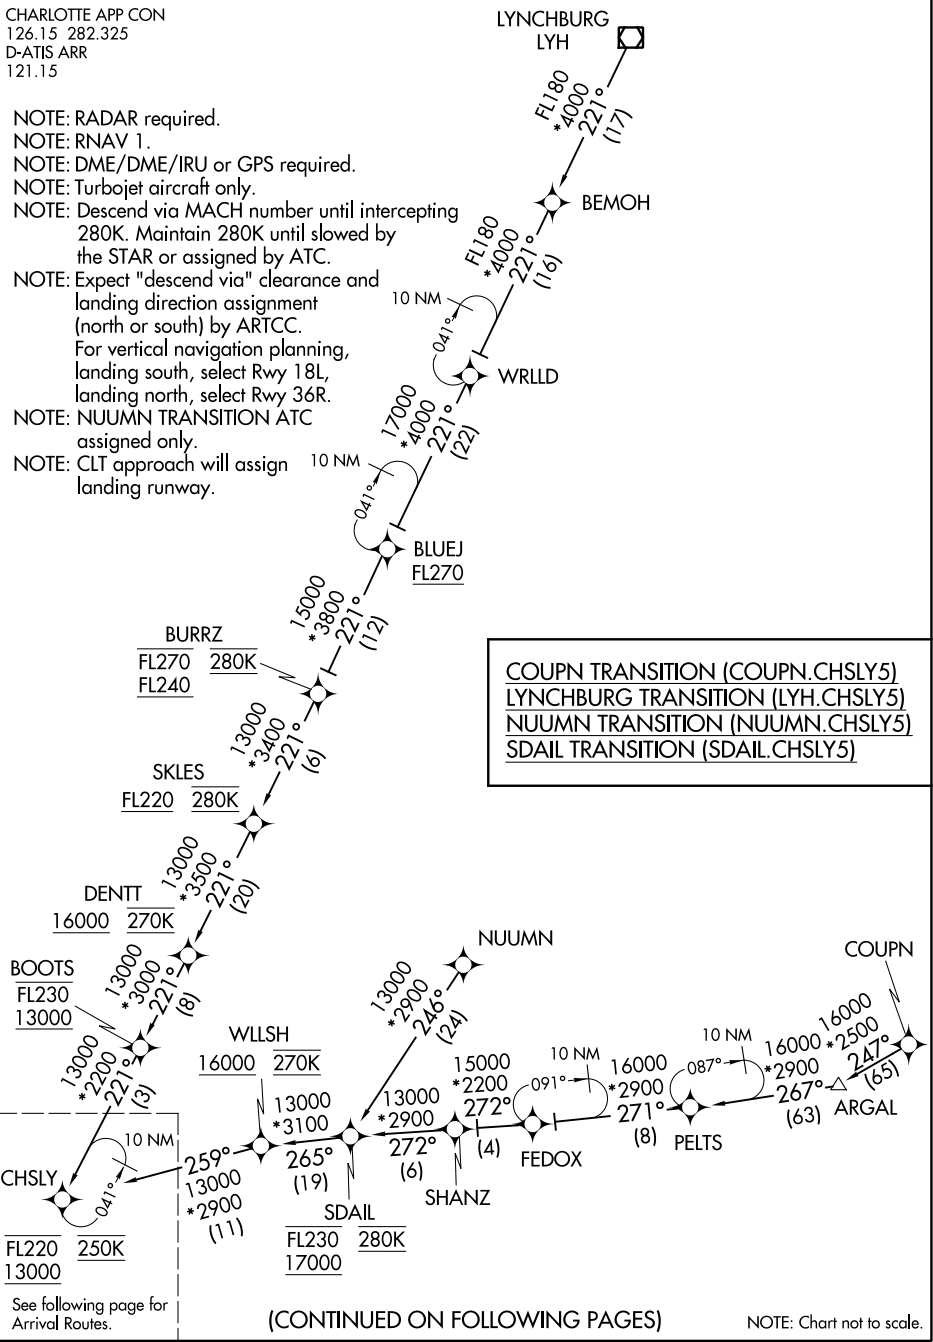 CHARLOTTE APP CON
126.15 282.325
D-ATIS ARR
121.15
NOTE: RADAR required.
NOTE: RNAV 1.
NOTE: DME/DME/IRU or GPS required.
NOTE: Turbojet aircraft only.
NOTE: Descend via MACH number until intercepting
280K. Maintain 280K until slowed by
the STAR or assigned by ATC.
NOTE: Expect "descend via" clearance and
landing direction assignment
(north or south) by ARTCC.
For vertical navigation planning,
landing south, select Rwy 18L,
landing north, select Rwy 36R.
NOTE: NUUMN TRANSITION ATC
assigned only.
NOTE: CLT approach will assign
landing runway.
LYNCHBURG
LYH
FL180
*4000
221°
(17)
BEMOH
FL180
*4000
221°
(16)
10 NM
041°
WRLLD
17000
*4000
221°
(22)
10 NM
041°
BLUEJ
FL270
15000
*3800
221°
(12)
BURRZ
FL270 280K
FL240
13000
*3400
221°
(6)
SKLES
FL220 280K
13000
*3500
221°
(20)
DENTT
16000 270K
13000
*3000
221°
(8)
BOOTS
FL230
13000
13000
*2200
221°
(3)
CHSLY
10 NM
041°
FL220 250K
13000
See following page for
Arrival Routes.
COUPN TRANSITION (COUPN.CHSLY5)
LYNCHBURG TRANSITION (LYH.CHSLY5)
NUUMN TRANSITION (NUUMN.CHSLY5)
SDAIL TRANSITION (SDAIL.CHSLY5)
NUUMN
13000
*2900
246°
(24)
COUPN
16000
*2500
247°
(65)
ARGAL
16000
*2900
267°
(63)
10 NM
087°
PELTS
16000
*2900
271°
(8)
10 NM
091°
FEDOX
15000
*2200
272°
(4)
SHANZ
13000
*2900
272°
(6)
SDAIL
FL230 280K
17000
13000
*3100
265°
(19)
WLLSH
16000 270K
259°
13000
*2900
(11)
(CONTINUED ON FOLLOWING PAGES)
NOTE: Chart not to scale.